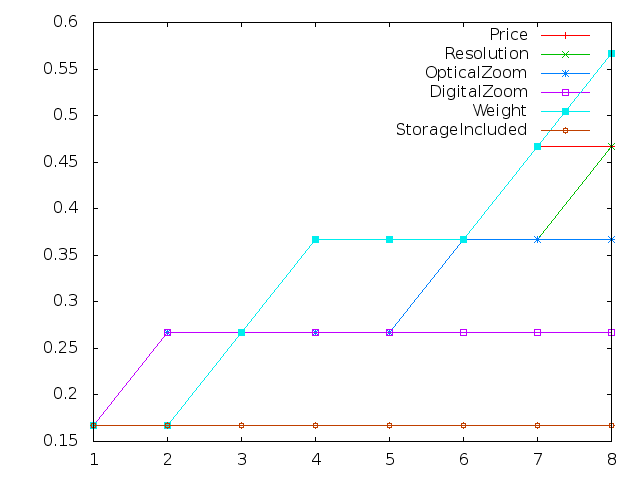 0.6
Price
Resolution
0.55
OpticalZoom
DigitalZoom
0.5
Weight
StorageIncluded
0.45
0.4
0.35
0.3
0.25
0.2
0.15
1 2 3 4 5 6 7 8